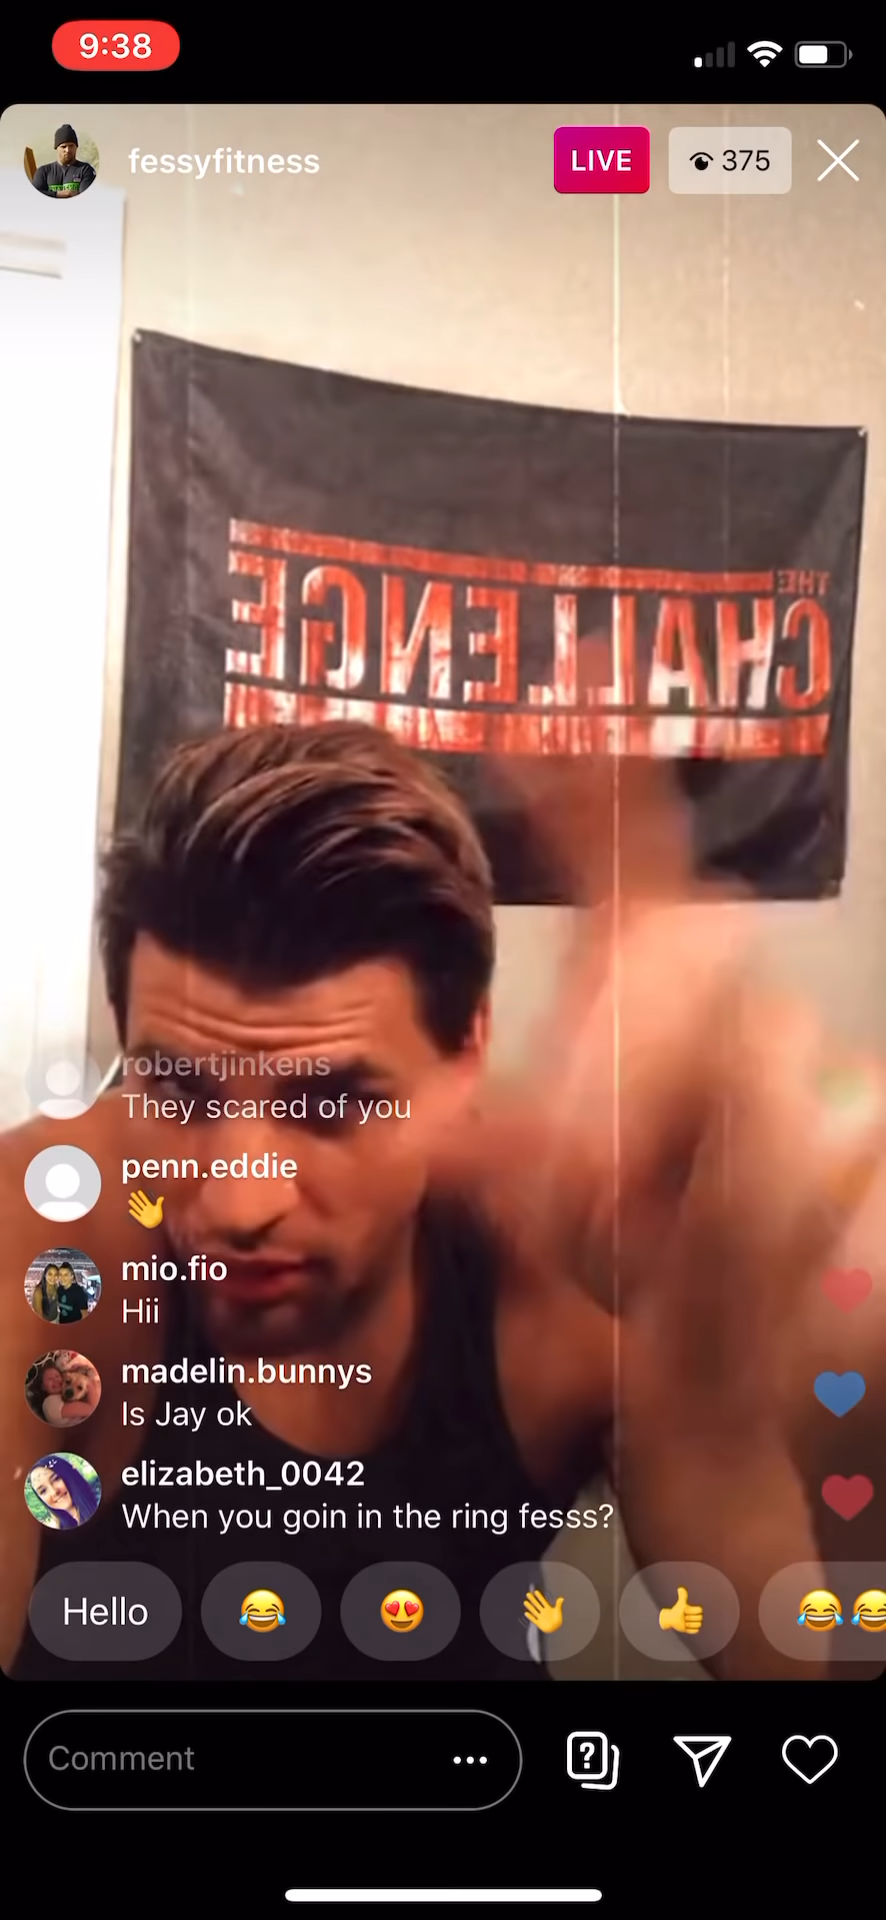 9:38
fessyfitness
LIVE
375
THE
CHALLENGE
robertjinkens
They scared of you
penn.eddie
👋
mio.fio
Hii
madelin.bunnys
Is Jay ok
elizabeth_0042
When you goin in the ring fesss?
Hello 😂 😍 👋 👍 😂😂
Comment